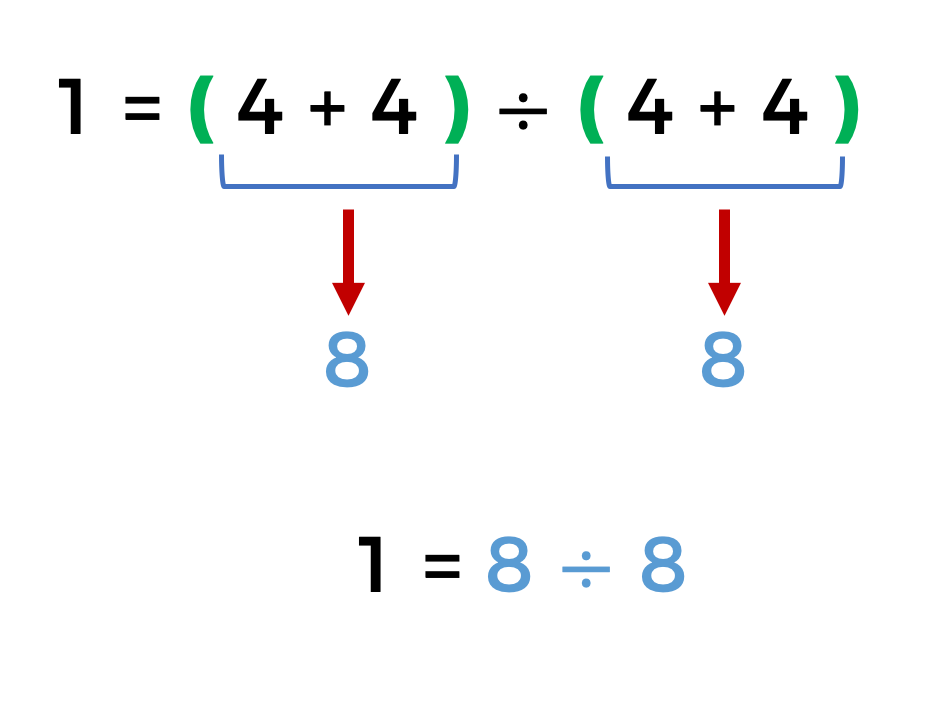 1 = ( 4 + 4 ) ÷ ( 4 + 4 )
8 8
1 = 8 ÷ 8